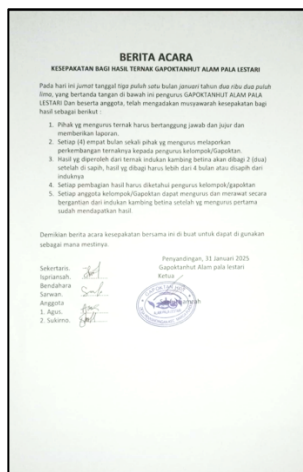 BERITA ACARA
KESEPAKATAN BAGI HASIL TERNAK GAPOKTANHUT ALAM PALA LESTARI
Pada hari ini jumat tanggal tiga puluh satu bulan januari tahun dua ribu dua puluh
lima, yang bertanda tangan di bawah ini pengurus GAPOKTANHUT ALAM PALA
LESTARI Dan beserta anggota, telah mengadakan musyawarah kesepakatan bagi
hasil sebagai berikut :
1. Pihak yg mengurus ternak harus bertanggung jawab dan jujur dan
memberikan laporan.
2. Setiap (4) empat bulan sekali pihak yg mengurus melaporkan
perkembangan ternaknya kepada pengurus kelompok/Gapoktan.
3. Hasil yg diperoleh dari ternak indukan kambing betina akan dibagi 2 (dua)
setelah di sapih, hasil yg dibagi harus lebih dari 4 bulan atau disapih dari
induknya
4. Setiap pembagian hasil harus diketahui pengurus kelompok/gapoktan
5. Setiap anggota kelompok/Gapoktan dapat mengurus dan merawat secara
bergantian dari indukan kambing betina setelah yg mengurus pertama
sudah mendapatkan hasil.
Demikian berita acara kesepakatan bersama ini di buat untuk dapat di gunakan
sebagai mana mestinya.
Penyandingan, 31 Januari 2025
Sekertaris. Gapoktanhut Alam Pala lestari
Ispriansah. Ketua
Bendahara
Sarwan.
Anggota
1. Agus.
2. Sukirno.